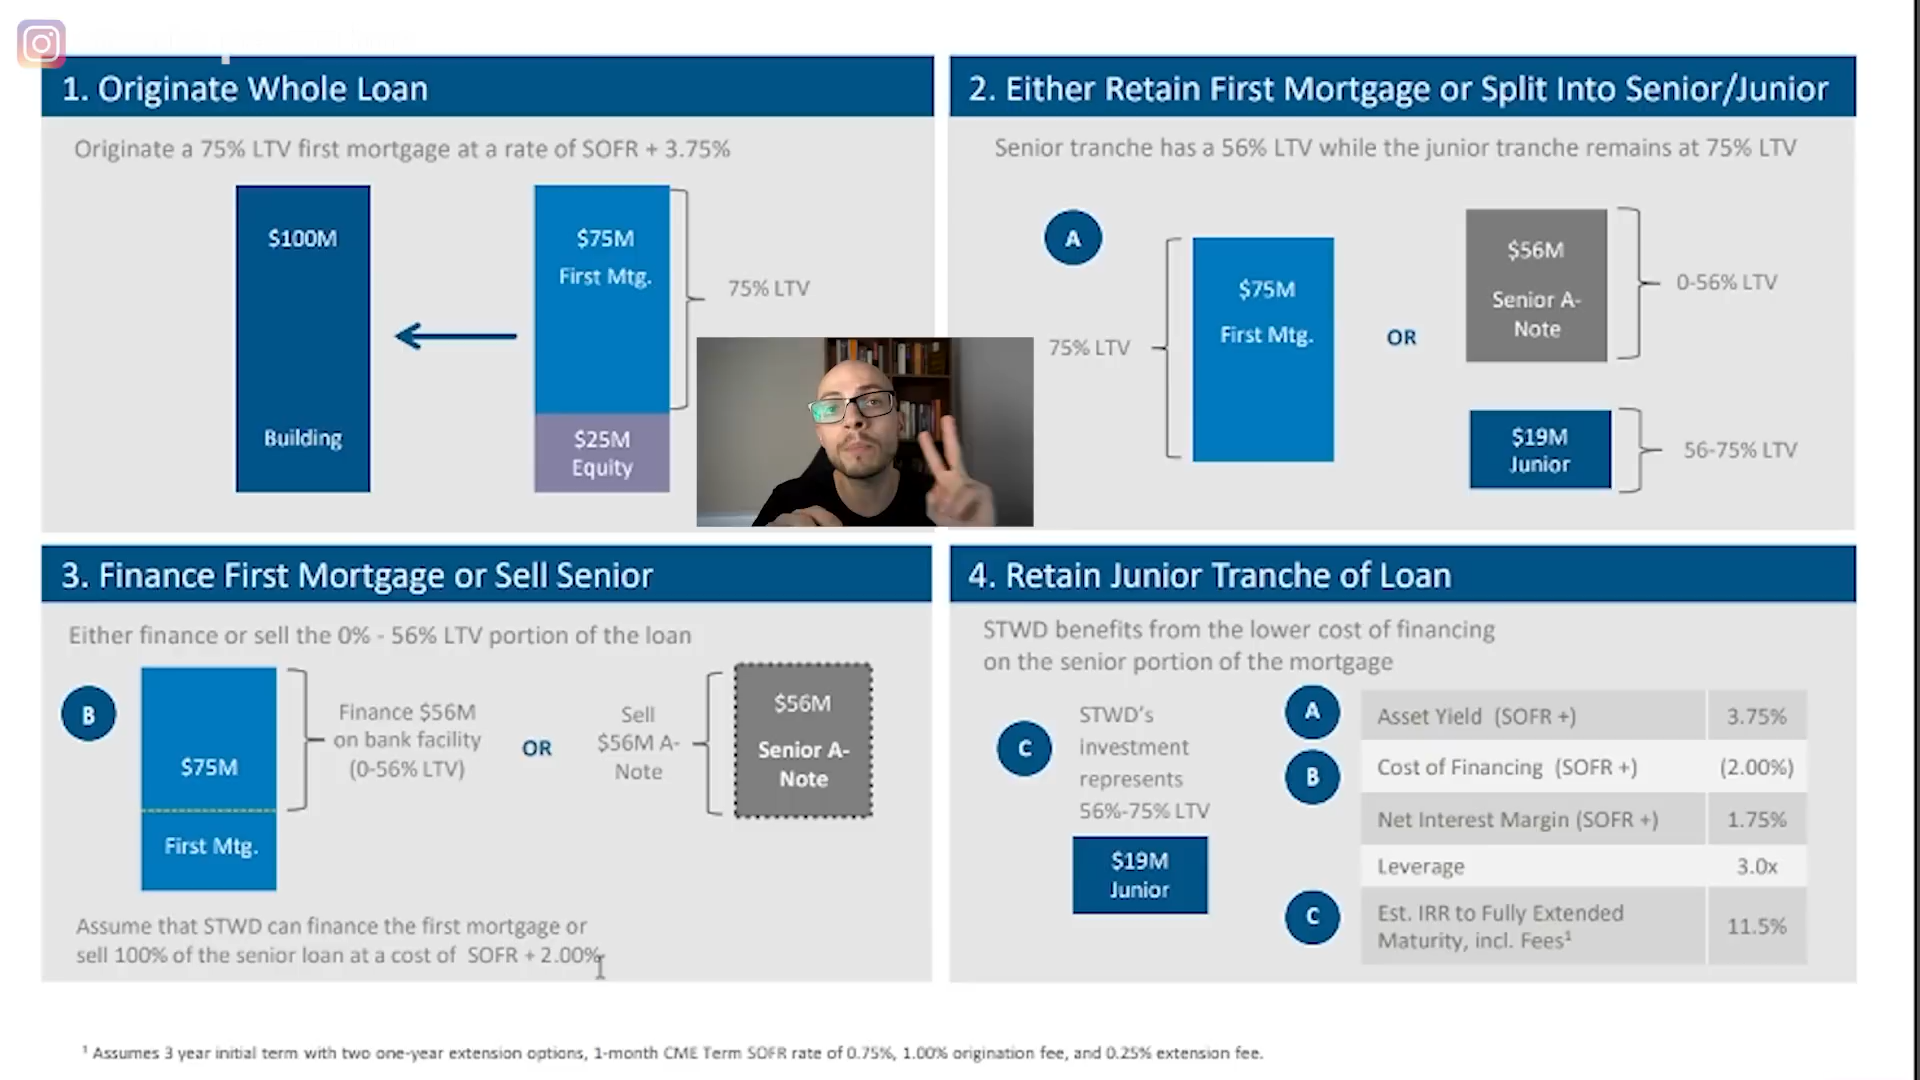 1. Originate Whole Loan
Originate a 75% LTV first mortgage at a rate of SOFR + 3.75%
$100M
Building
$75M
First Mtg.
75% LTV
$25M
Equity
2. Either Retain First Mortgage or Split Into Senior/Junior
Senior tranche has a 56% LTV while the junior tranche remains at 75% LTV
A
75% LTV
$75M
First Mtg.
OR
$56M
Senior A-
Note
0-56% LTV
$19M
Junior
56-75% LTV
3. Finance First Mortgage or Sell Senior
Either finance or sell the 0% - 56% LTV portion of the loan
B
$75M
First Mtg.
Finance $56M
on bank facility
(0-56% LTV)
OR
Sell
$56M A-
Note
$56M
Senior A-
Note
Assume that STWD can finance the first mortgage or
sell 100% of the senior loan at a cost of SOFR + 2.00%
4. Retain Junior Tranche of Loan
STWD benefits from the lower cost of financing
on the senior portion of the mortgage
C
STWD's
investment
represents
56%-75% LTV
$19M
Junior
A
Asset Yield (SOFR +) 3.75%
B
Cost of Financing (SOFR +) (2.00%)
Net Interest Margin (SOFR +) 1.75%
Leverage 3.0x
C
Est. IRR to Fully Extended
Maturity, incl. Fees¹ 11.5%
¹ Assumes 3 year initial term with two one-year extension options, 1-month CME Term SOFR rate of 0.75%, 1.00% origination fee, and 0.25% extension fee.